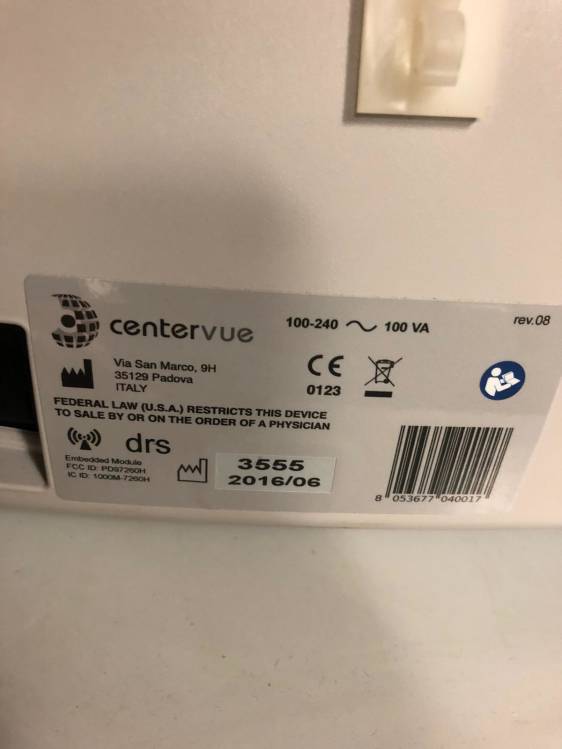 centervue
100-240 100 VA
rev.08
Via San Marco, 9H
35129 Padova
ITALY
CE
0123
FEDERAL LAW (U.S.A.) RESTRICTS THIS DEVICE
TO SALE BY OR ON THE ORDER OF A PHYSICIAN
drs
Embedded Module
FCC ID: PD97260H
IC ID: 1000M-7260H
3555
2016/06
8 053677 040017